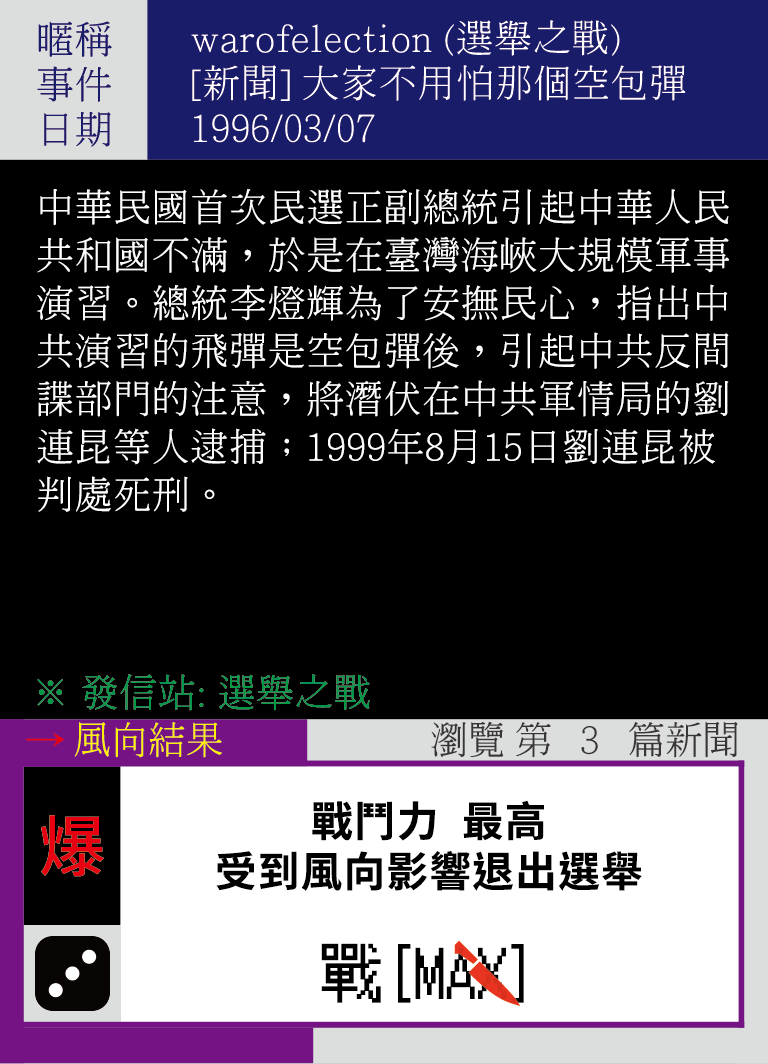 暱稱 warofelection (選舉之戰)
事件 [新聞] 大家不用怕那個空包彈
日期 1996/03/07
中華民國首次民選正副總統引起中華人民
共和國不滿，於是在臺灣海峽大規模軍事
演習。總統李燈輝為了安撫民心，指出中
共演習的飛彈是空包彈後，引起中共反間
諜部門的注意，將潛伏在中共軍情局的劉
連昆等人逮捕；1999年8月15日劉連昆被
判處死刑。
※ 發信站: 選舉之戰
→ 風向結果
瀏覽 第 3 篇新聞
爆
戰鬥力 最高
受到風向影響退出選舉
戰 [MAX]